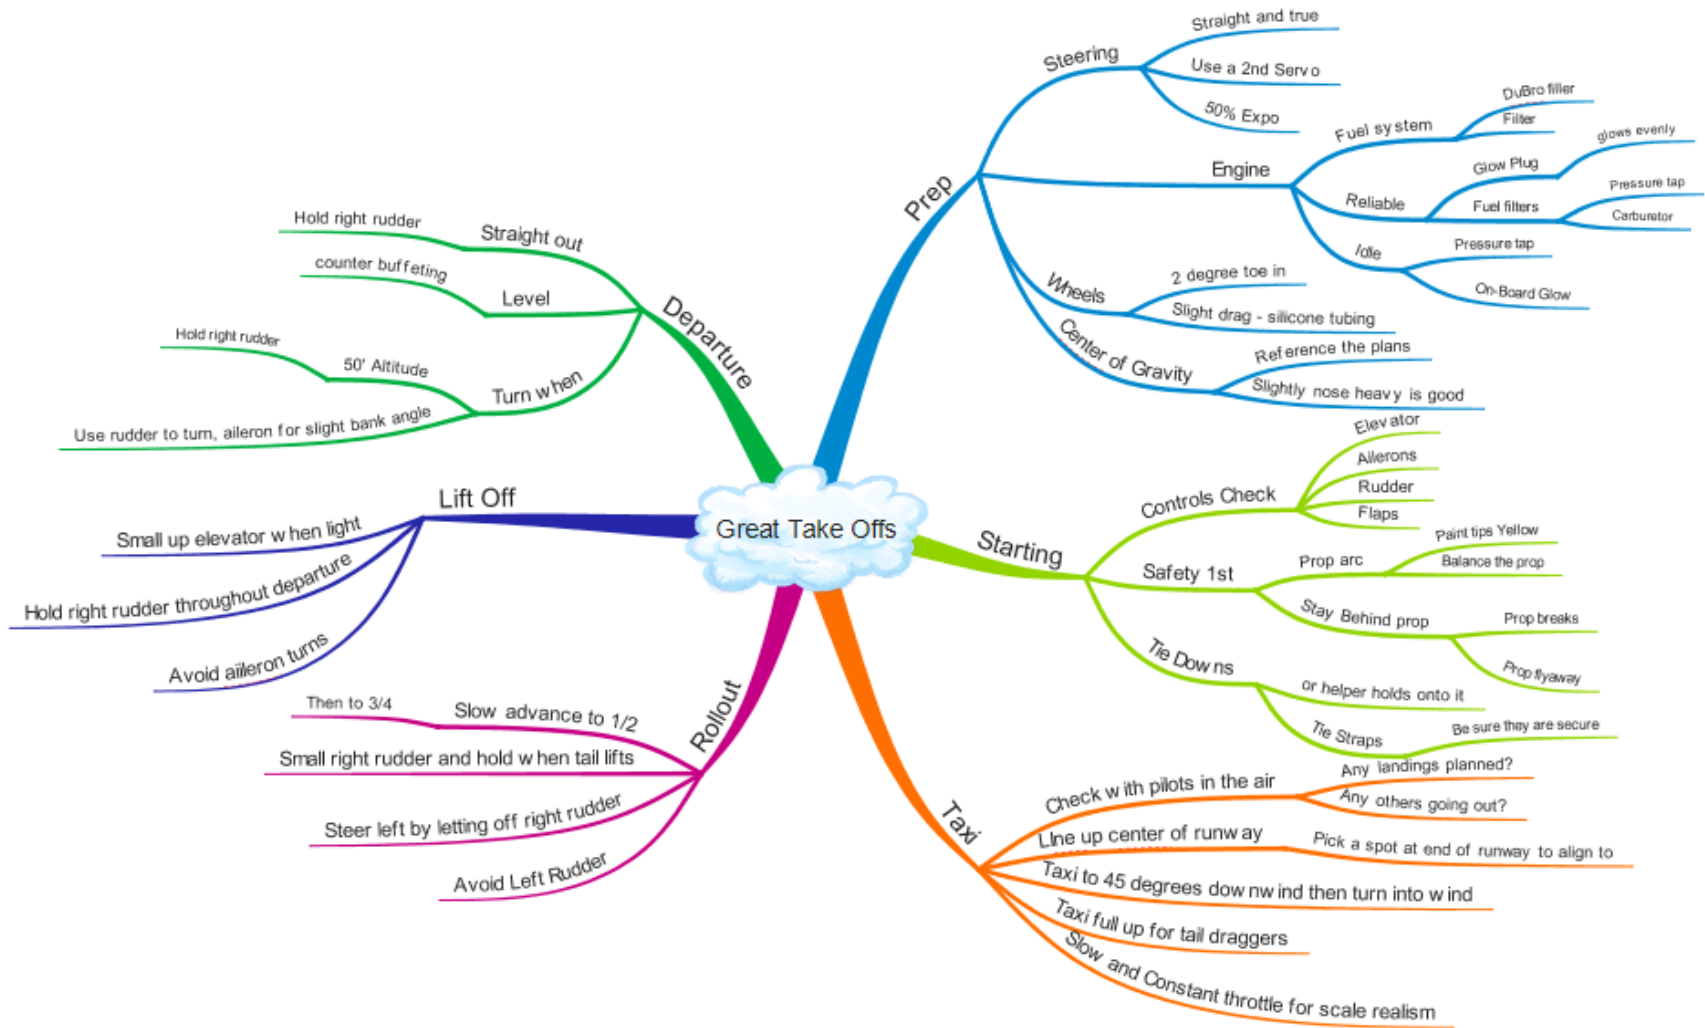 Great Take Offs
Prep
Steering
Straight and true
Use a 2nd Servo
50% Expo
Engine
Fuel system
DuBro filler
Filter
Reliable
Glow Plug
glows evenly
Fuel filters
Pressure tap
Carburator
Idle
Pressure tap
On-Board Glow
Wheels
2 degree toe in
Slight drag - silicone tubing
Center of Gravity
Reference the plans
Slightly nose heavy is good
Starting
Controls Check
Elevator
Ailerons
Rudder
Flaps
Safety 1st
Prop arc
Paint tips Yellow
Balance the prop
Stay Behind prop
Prop breaks
Prop flyaway
Tie Downs
or helper holds onto it
Tie Straps
Be sure they are secure
Taxi
Check with pilots in the air
Any landings planned?
Any others going out?
LIne up center of runway
Pick a spot at end of runway to align to
Taxi to 45 degrees downwind then turn into wind
Taxi full up for tail draggers
Slow and Constant throttle for scale realism
Rollout
Slow advance to 1/2
Then to 3/4
Small right rudder and hold when tail lifts
Steer left by letting off right rudder
Avoid Left Rudder
Lift Off
Small up elevator when light
Hold right rudder throughout departure
Avoid aiileron turns
Departure
Straight out
Hold right rudder
Level
counter buffeting
Turn when
50' Altitude
Hold right rudder
Use rudder to turn, aileron for slight bank angle